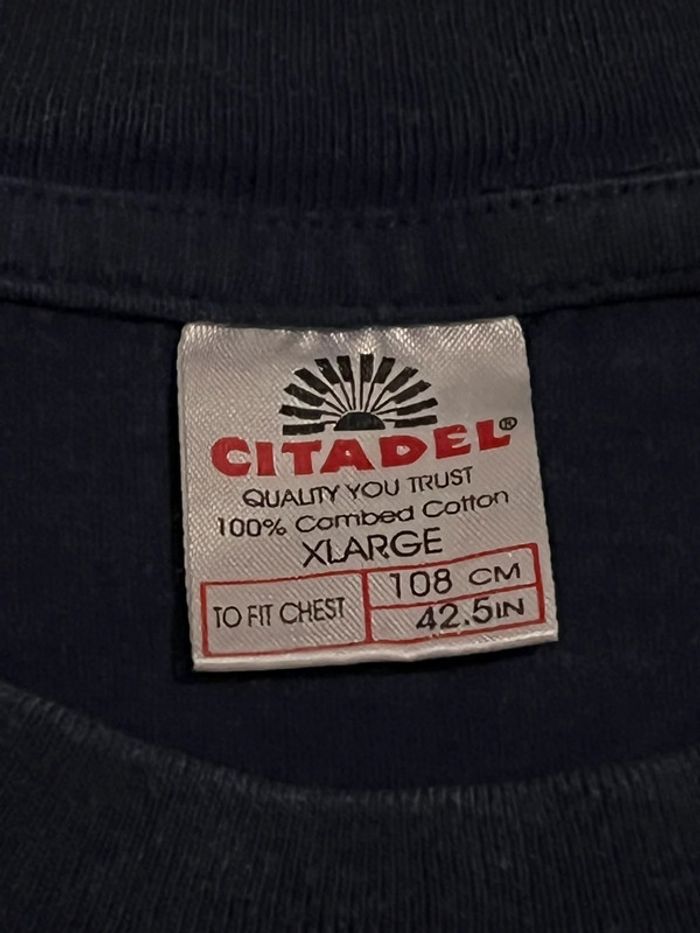 CITADEL®
QUALITY YOU TRUST
100% Combed Cotton
XLARGE
TO FIT CHEST
108 CM
42.5IN